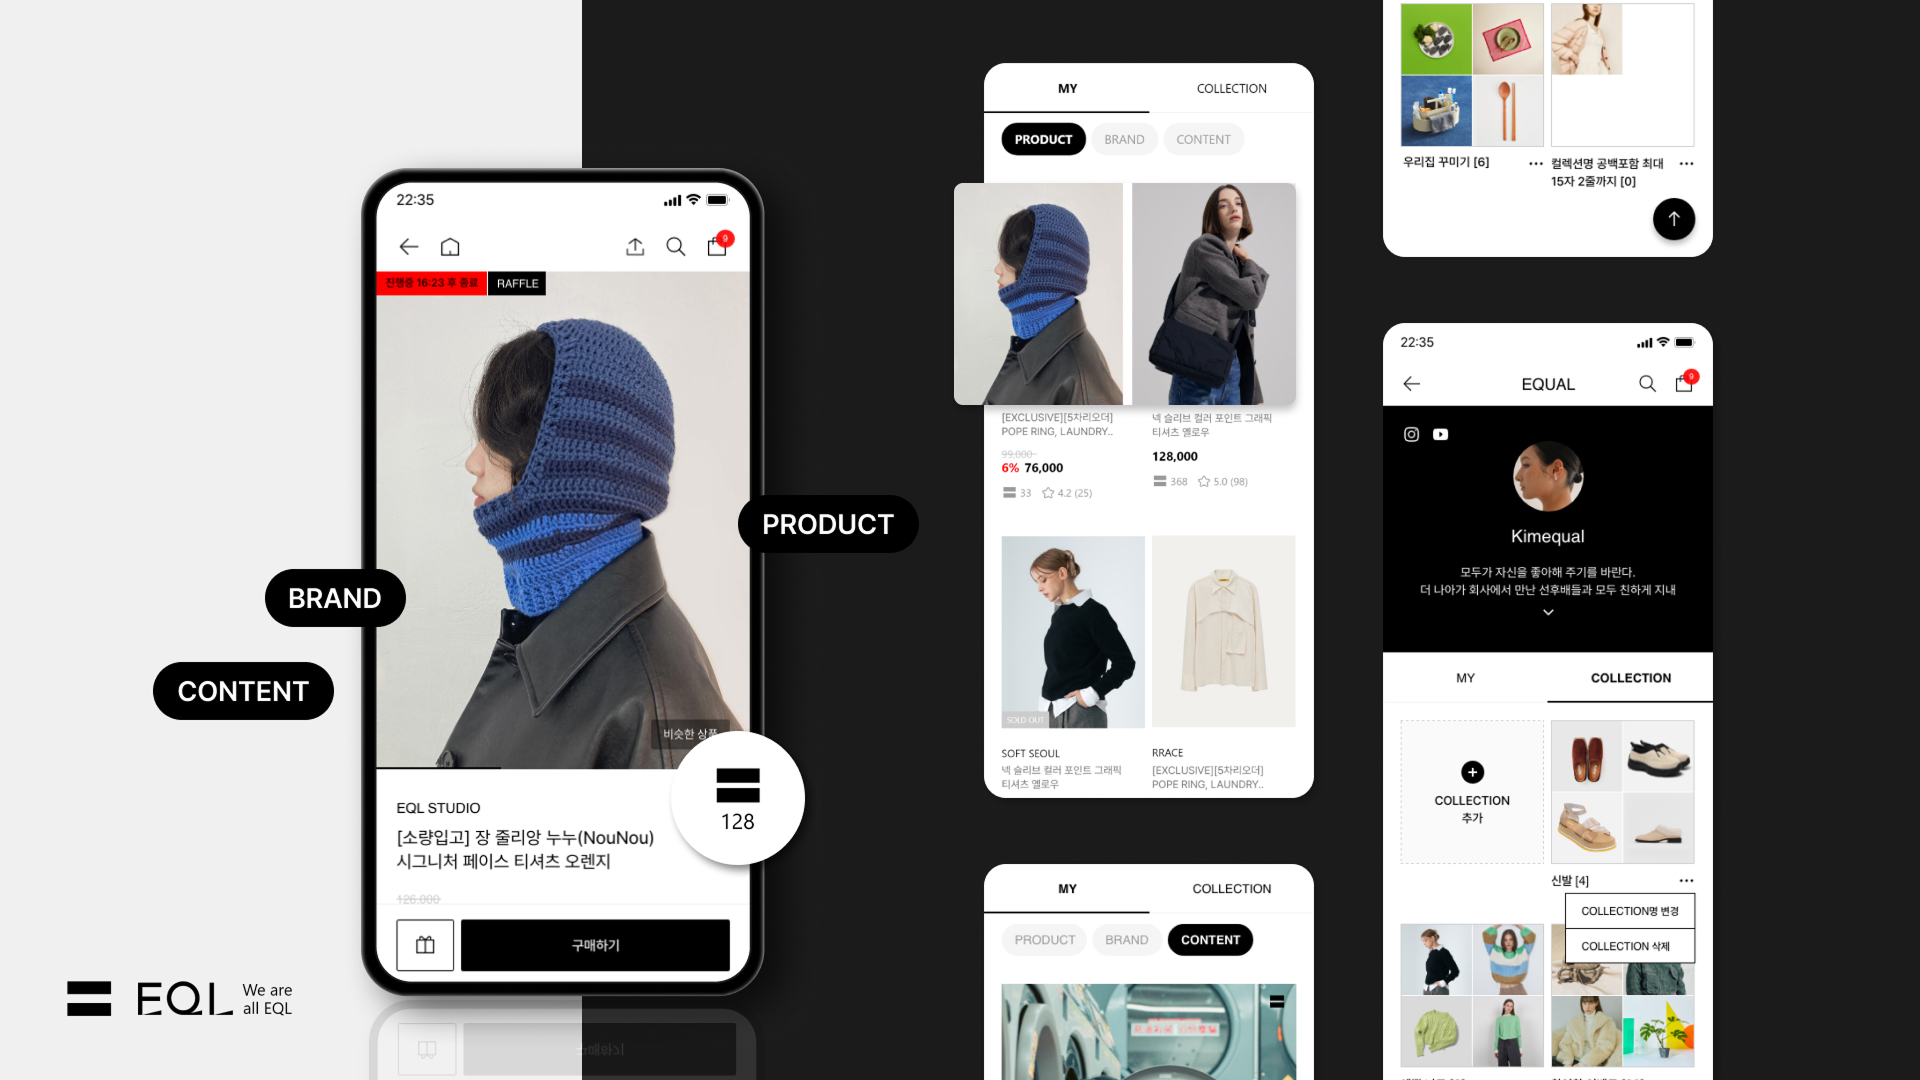 22:35
9
진행중 16:23 후 종료
RAFFLE
비슷한 상품
128
EQL STUDIO
[소량입고] 장 줄리앙 누누(NouNou)
시그니처 페이스 티셔츠 오렌지
126.000
구매하기
BRAND
CONTENT
PRODUCT
EQL
We are
all EQL
MY
COLLECTION
PRODUCT
BRAND
CONTENT
[EXCLUSIVE][5차리오더]
POPE RING, LAUNDRY..
99,000
6% 76,000
33
4.2 (25)
넥 슬리브 컬러 포인트 그래픽
티셔츠 옐로우
128,000
368
5.0 (98)
SOLD OUT
SOFT SEOUL
넥 슬리브 컬러 포인트 그래픽
티셔츠 옐로우
RRACE
[EXCLUSIVE][5차리오더]
POPE RING, LAUNDRY..
MY
COLLECTION
PRODUCT
BRAND
CONTENT
우리집 꾸미기 [6]
컬렉션명 공백포함 최대
15자 2줄까지 [0]
22:35
EQUAL
9
Kimequal
모두가 자신을 좋아해 주기를 바란다.
더 나아가 회사에서 만난 선후배들과 모두 친하게 지내
MY
COLLECTION
COLLECTION
추가
신발 [4]
COLLECTION명 변경
COLLECTION 삭제